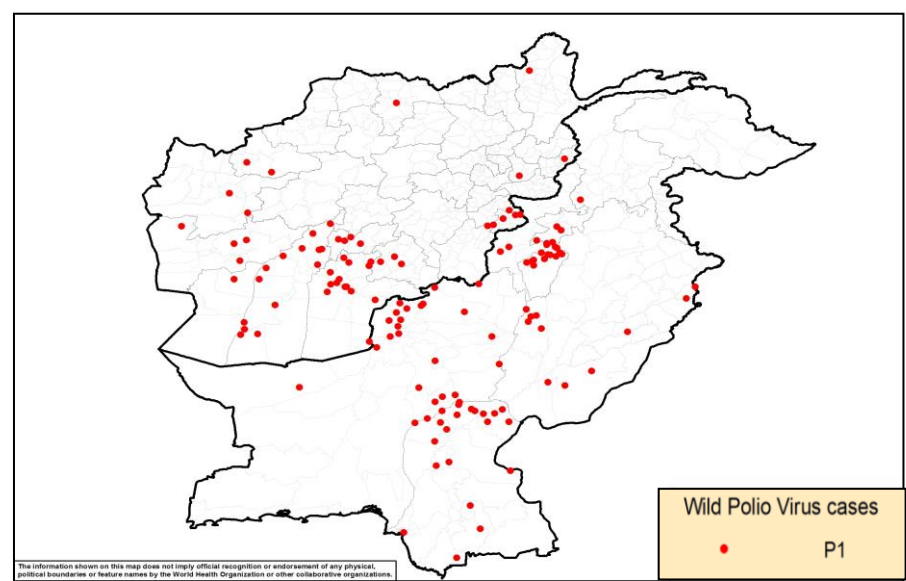 Wild Polio Virus cases
P1
The information shown on this map does not imply official recognition or endorsement of any physical,
political boundaries or feature names by the World Health Organization or other collaborative organizations.